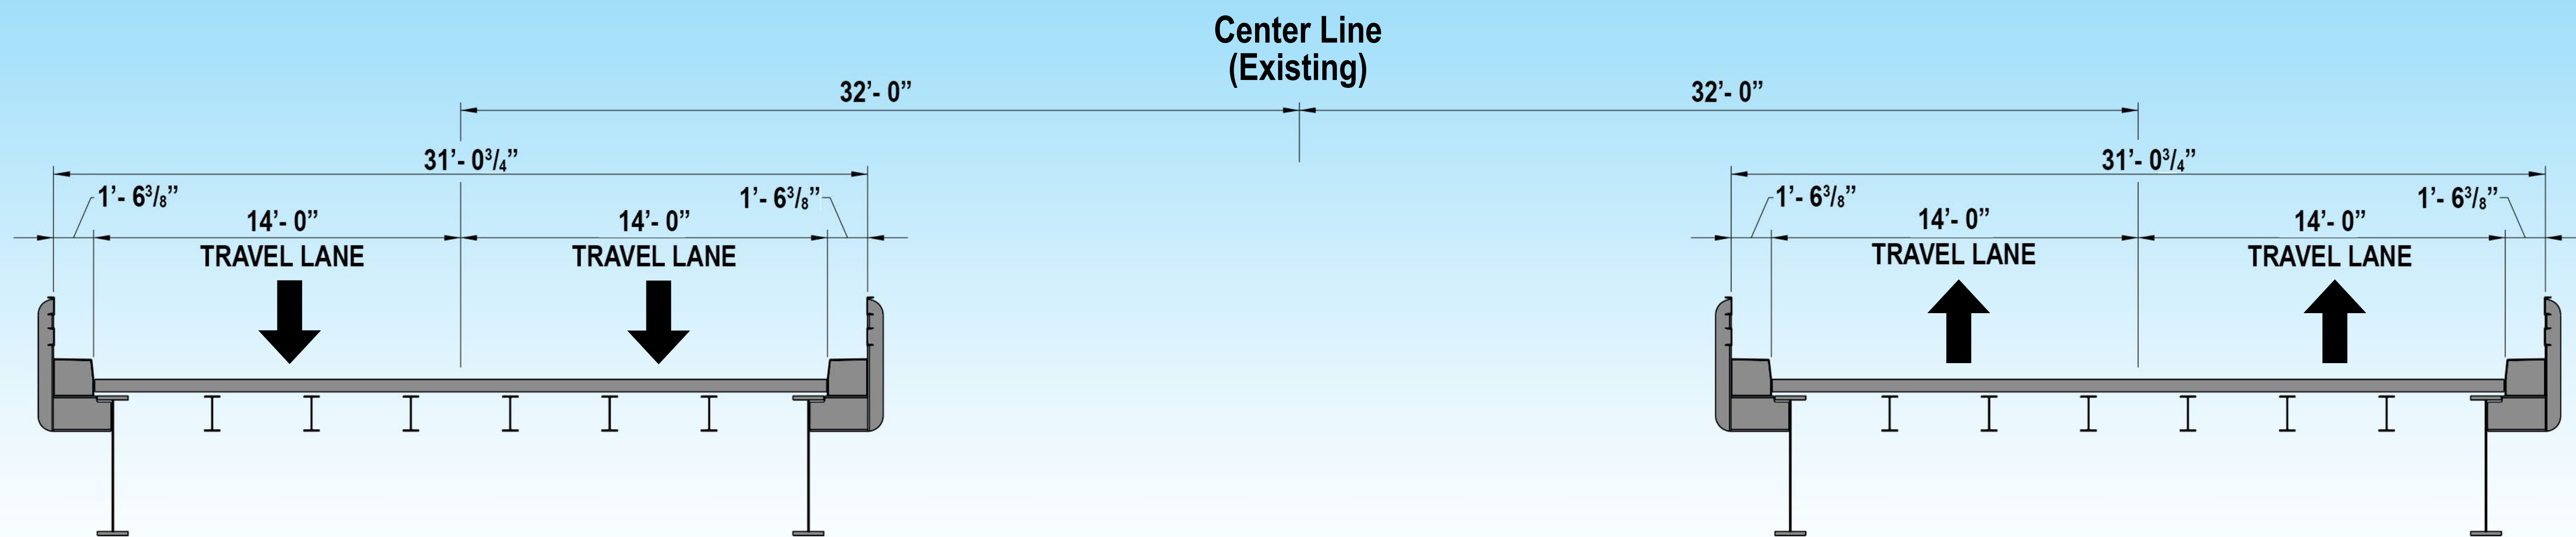 Center Line
(Existing)
32’- 0” 32’- 0”
31’- 0³/₄” 31’- 0³/₄”
1’- 6³/₈” 1’- 6³/₈” 1’- 6³/₈” 1’- 6³/₈”
14’- 0” 14’- 0” 14’- 0” 14’- 0”
TRAVEL LANE TRAVEL LANE TRAVEL LANE TRAVEL LANE